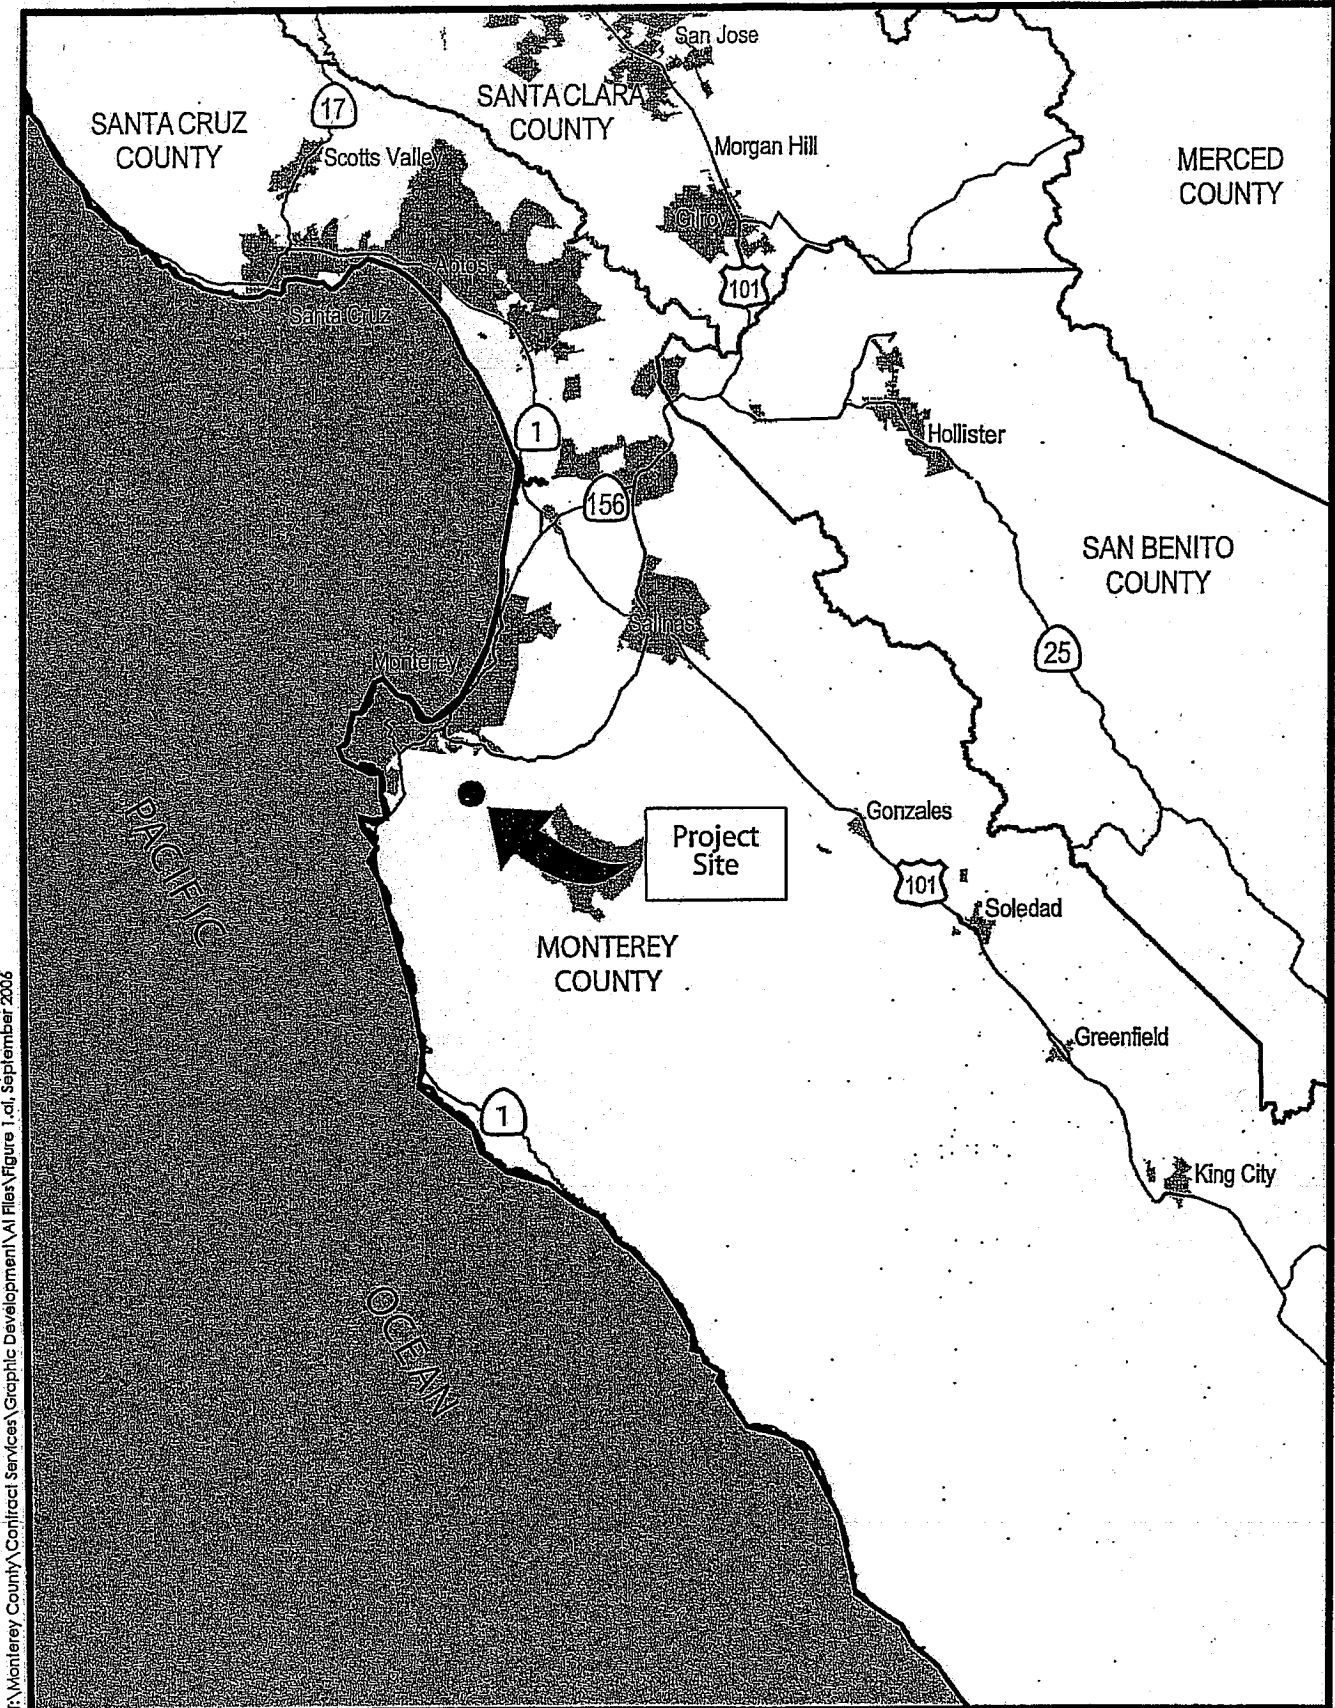 San Jose
SANTA CLARA
COUNTY
17
SANTA CRUZ
COUNTY
Scotts Valley
Morgan Hill
MERCED
COUNTY
Gilroy
Aptos
101
Santa Cruz
1
Hollister
156
SAN BENITO
COUNTY
Salinas
25
Monterey
PACIFIC
Project
Site
Gonzales
101
Soledad
MONTEREY
COUNTY
Greenfield
1
King City
OCEAN
:\Monterey County\Contract Services\Graphic Development\AI Files\Figure 1.ai, September 2006